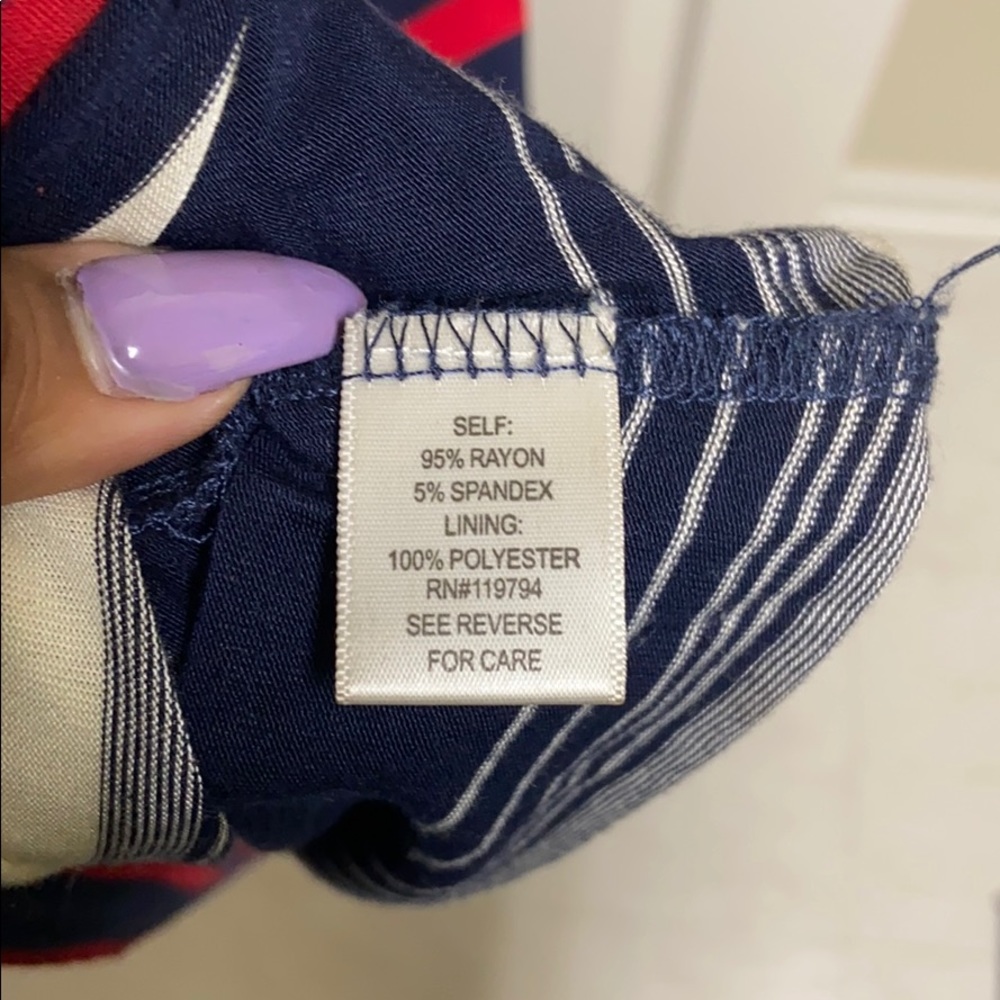 SELF:
95% RAYON
5% SPANDEX
LINING:
100% POLYESTER
RN#119794
SEE REVERSE
FOR CARE